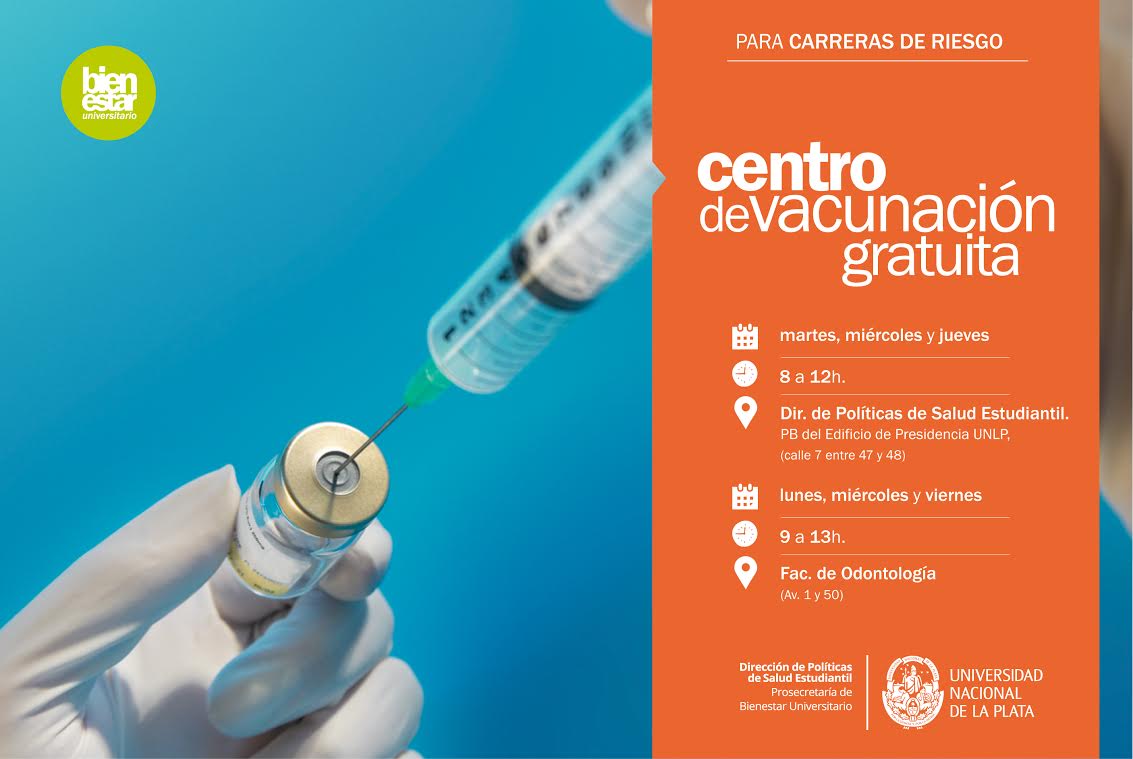 bien
estar
universitario
PARA CARRERAS DE RIESGO
centro
de vacunación
gratuita
martes, miércoles y jueves
8 a 12h.
Dir. de Políticas de Salud Estudiantil.
PB del Edificio de Presidencia UNLP,
(calle 7 entre 47 y 48)
lunes, miércoles y viernes
9 a 13h.
Fac. de Odontología
(Av. 1 y 50)
Dirección de Políticas
de Salud Estudiantil
Prosecretaría de
Bienestar Universitario
UNIVERSIDAD
NACIONAL
DE LA PLATA